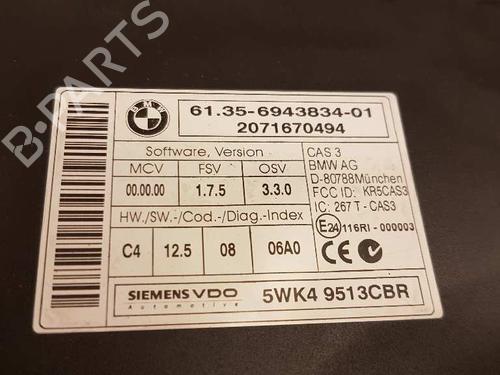 B-PARTS
BMW
61.35-6943834-01
2071670494
Software, Version
MCV FSV OSV
00.00.00 1.7.5 3.3.0
HW./SW.-/Cod.-/Diag.-Index
C4 12.5 08 06A0
CAS 3
BMW AG
D-80788München
FCC ID: KR5CAS3
IC: 267 T - CAS3
E24 116RI - 000003
CE
SIEMENS VDO
Automotive
5WK4 9513CBR